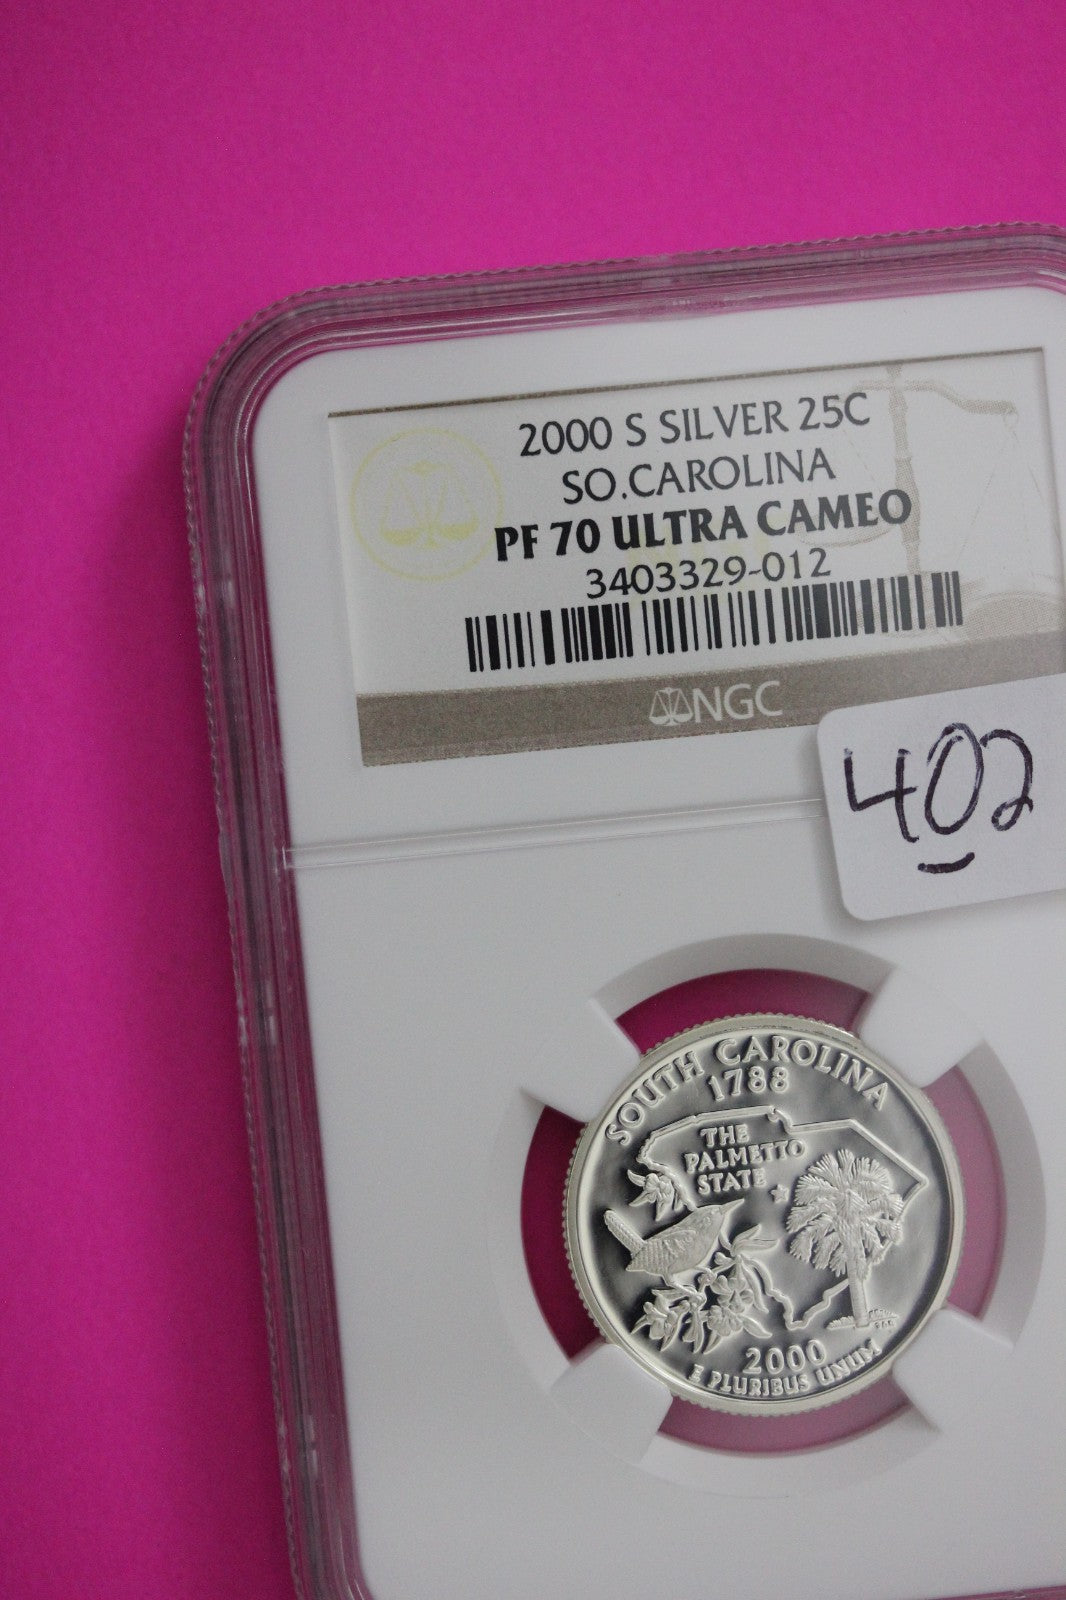 2000 S SILVER 25C
SO.CAROLINA
PF 70 ULTRA CAMEO
3403329-012
NGC
402
SOUTH CAROLINA
1788
THE
PALMETTO
STATE
2000
E PLURIBUS UNUM